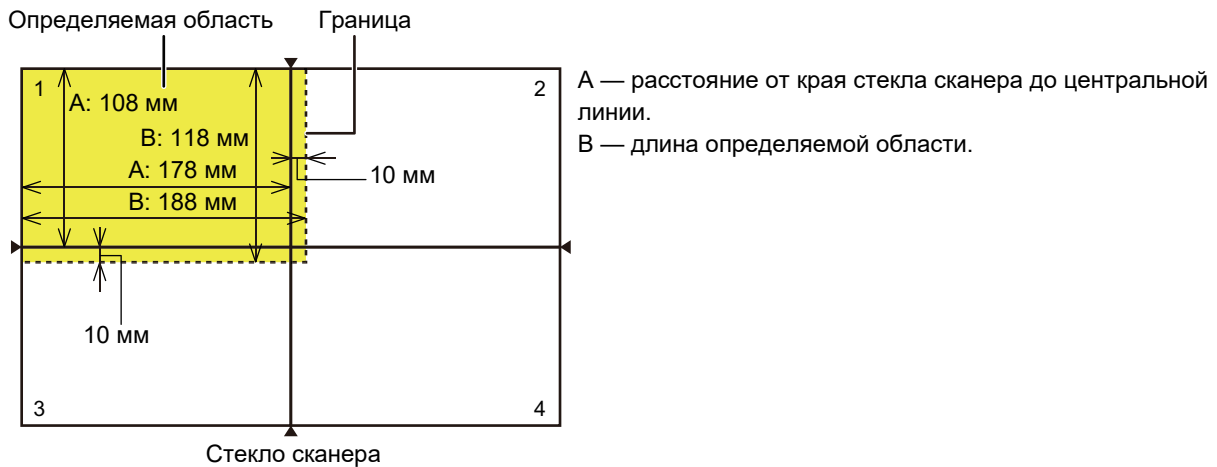 Определяемая область
Граница
1
2
A: 108 мм
B: 118 мм
A: 178 мм
10 мм
B: 188 мм
10 мм
3
4
Стекло сканера
A — расстояние от края стекла сканера до центральной
линии.
B — длина определяемой области.